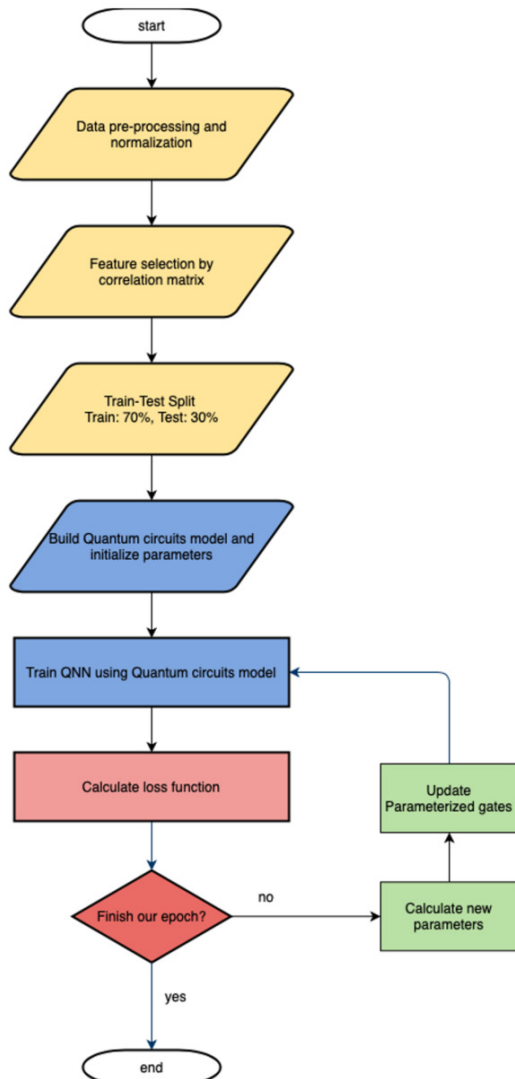 start
Data pre-processing and
normalization
Feature selection by
correlation matrix
Train-Test Split
Train: 70%, Test: 30%
Build Quantum circuits model and
initialize parameters
Train QNN using Quantum circuits model
Calculate loss function
Update
Parameterized gates
Finish our epoch?
no
Calculate new
parameters
yes
end